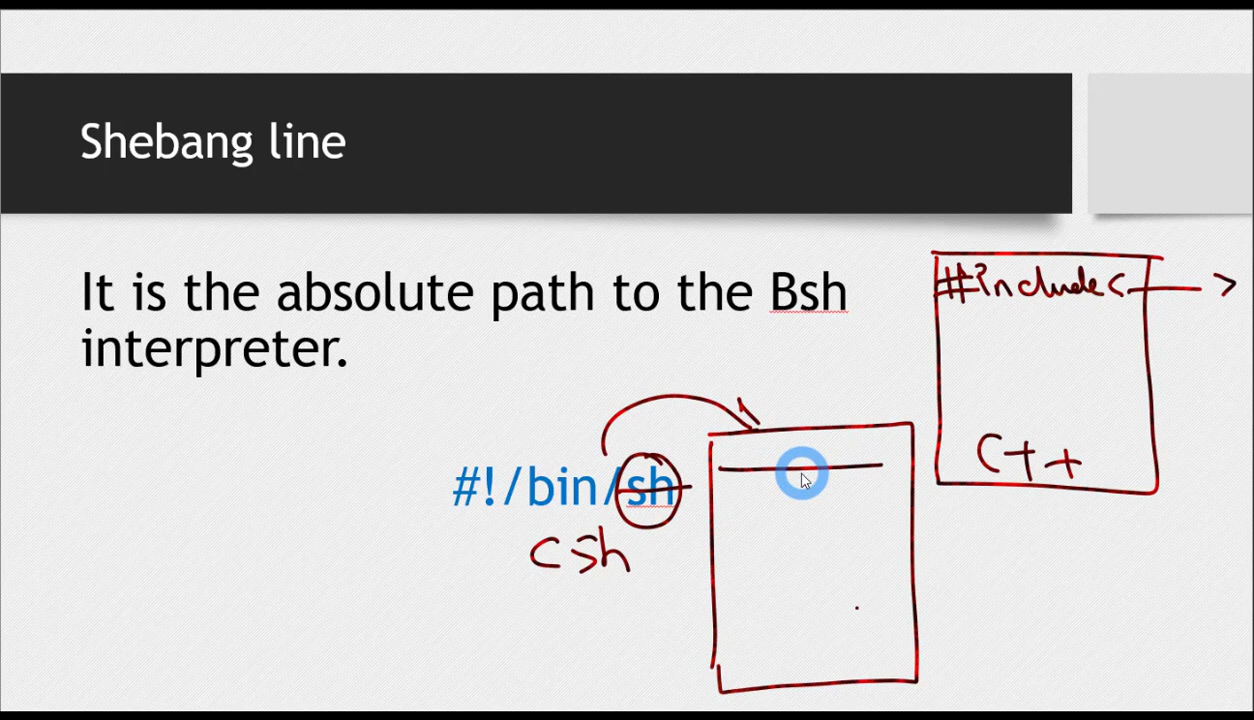 Shebang line
It is the absolute path to the Bsh
interpreter.
#include< >
C++
#!/bin/sh
csh